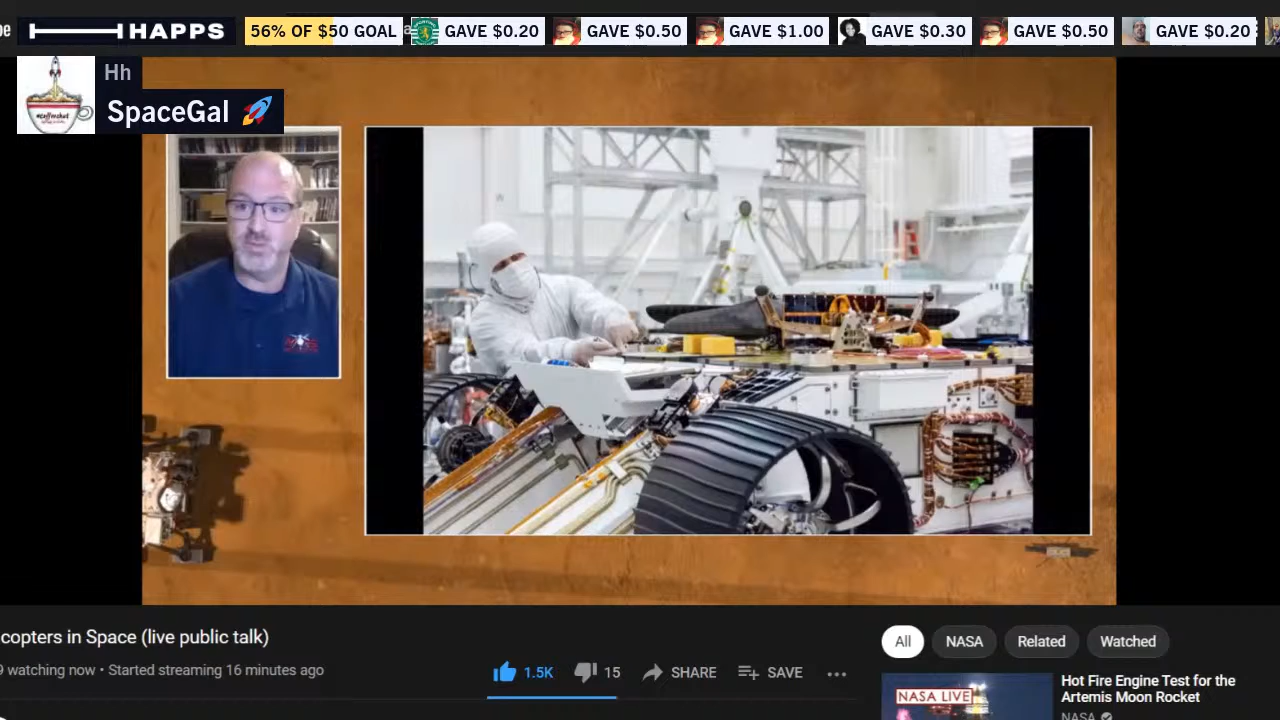 HAPPS
56% OF $50 GOAL
GAVE $0.20
GAVE $0.50
GAVE $1.00
GAVE $0.30
GAVE $0.50
GAVE $0.20
Hh
SpaceGal 🚀
#coffeechat
copters in Space (live public talk)
9 watching now • Started streaming 16 minutes ago
1.5K
15
SHARE
SAVE
All
NASA
Related
Watched
NASA LIVE
Hot Fire Engine Test for the
Artemis Moon Rocket
NASA